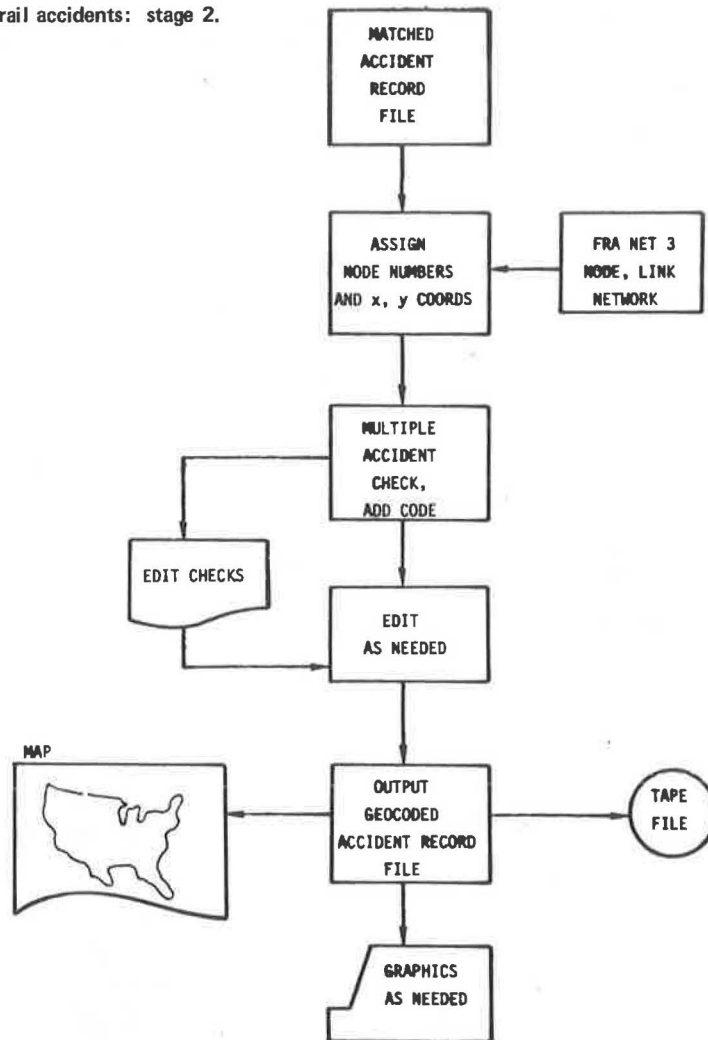 rail accidents: stage 2.
MATCHED
ACCIDENT
RECORD
FILE
ASSIGN
NODE NUMBERS
AND x, y COORDS
FRA NET 3
NODE, LINK
NETWORK
MULTIPLE
ACCIDENT
CHECK,
ADD CODE
EDIT CHECKS
EDIT
AS NEEDED
MAP
OUTPUT
GEOCODED
ACCIDENT RECORD
FILE
TAPE
FILE
GRAPHICS
AS NEEDED